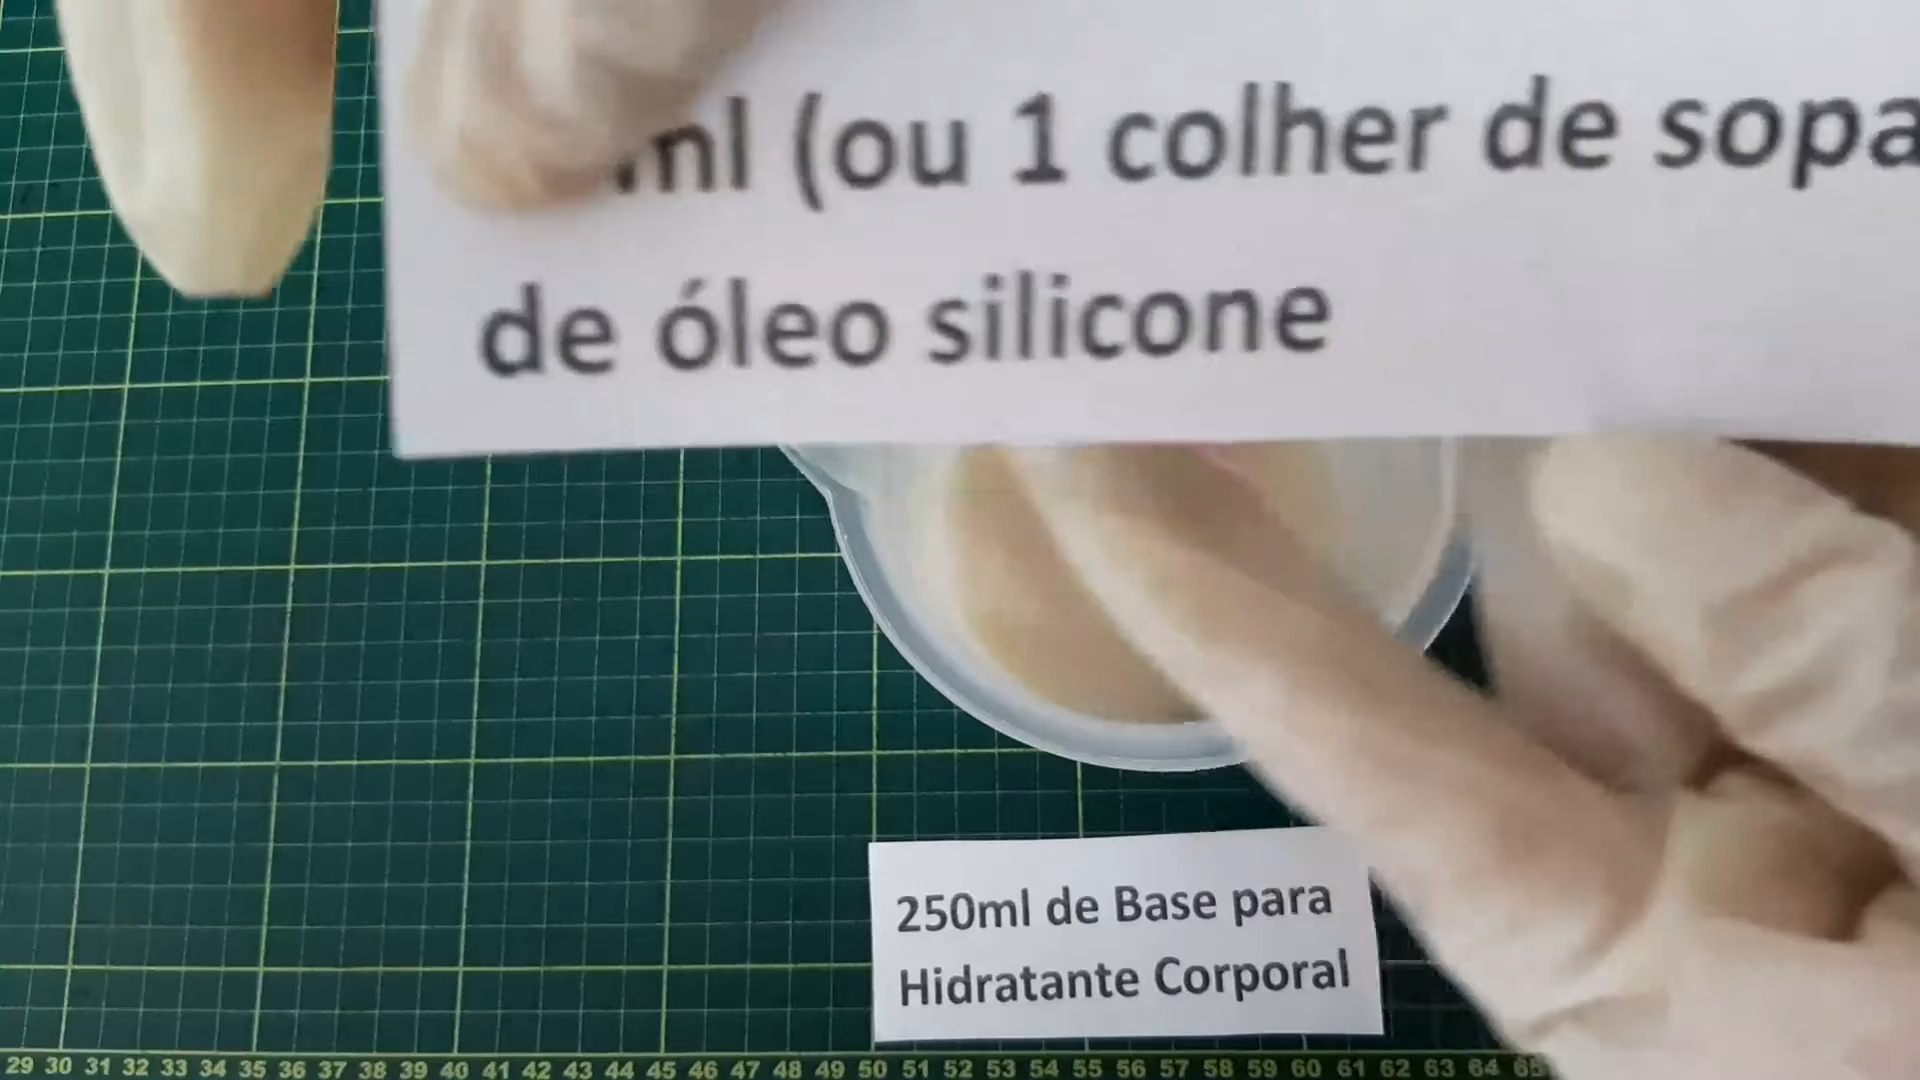 ml (ou 1 colher de sopa
de óleo silicone
250ml de Base para
Hidratante Corporal
29 30 31 32 33 34 35 36 37 38 39 40 41 42 43 44 45 46 47 48 49 50 51 52 53 54 55 56 57 58 59 60 61 62 63 64 65